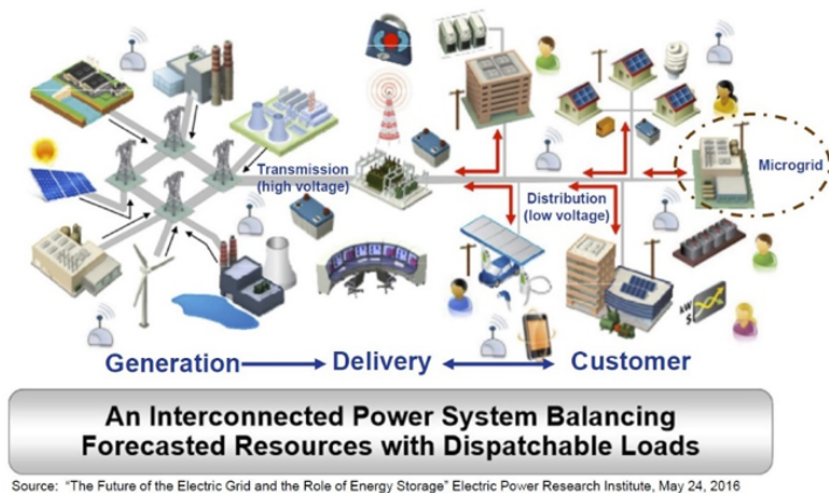 Transmission
(high voltage)
Distribution
(low voltage)
Microgrid
kW
$
Generation
Delivery
Customer
An Interconnected Power System Balancing
Forecasted Resources with Dispatchable Loads
Source: "The Future of the Electric Grid and the Role of Energy Storage" Electric Power Research Institute, May 24, 2016